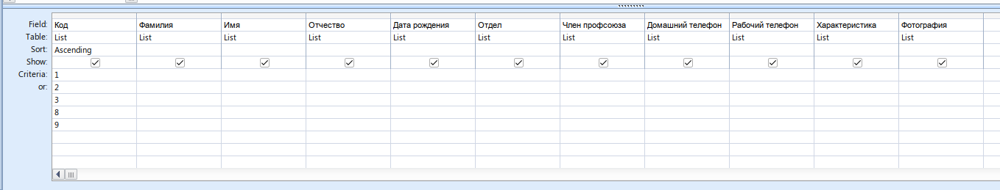 Field: Код Фамилия Имя Отчество Дата рождения Отдел Член профсоюза Домашний телефон Рабочий телефон Характеристика Фотография
Table: List List List List List List List List List List List
Sort: Ascending
Show:
Criteria: 1
or: 2
3
8
9